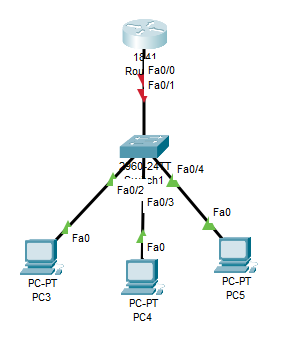 1841
Fa0/0
Fa0/1
Fa0/4
Fa0/2
Fa0/3
Fa0
Fa0
Fa0
PC-PT
PC3
PC-PT
PC4
PC-PT
PC5